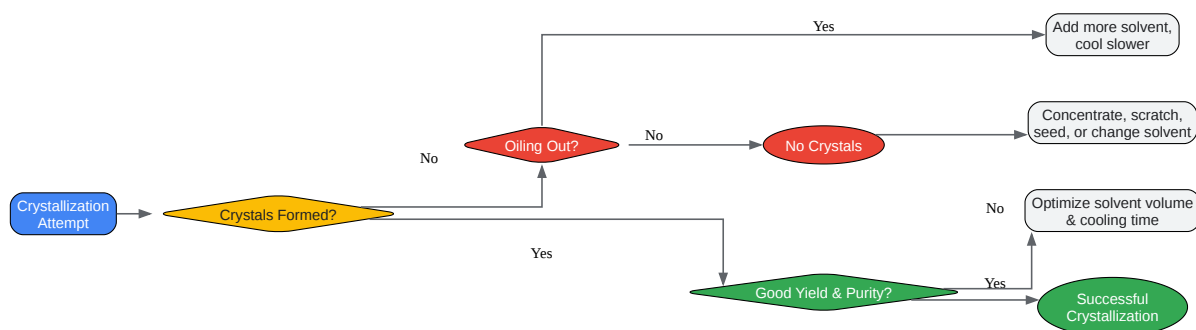 Yes
Add more solvent,
cool slower
Concentrate, scratch,
seed, or change solvent
No
Oiling Out?
No Crystals
No
Crystallization
Attempt
Crystals Formed?
No
Optimize solvent volume
& cooling time
Yes
Good Yield & Purity?
Yes
Successful
Crystallization